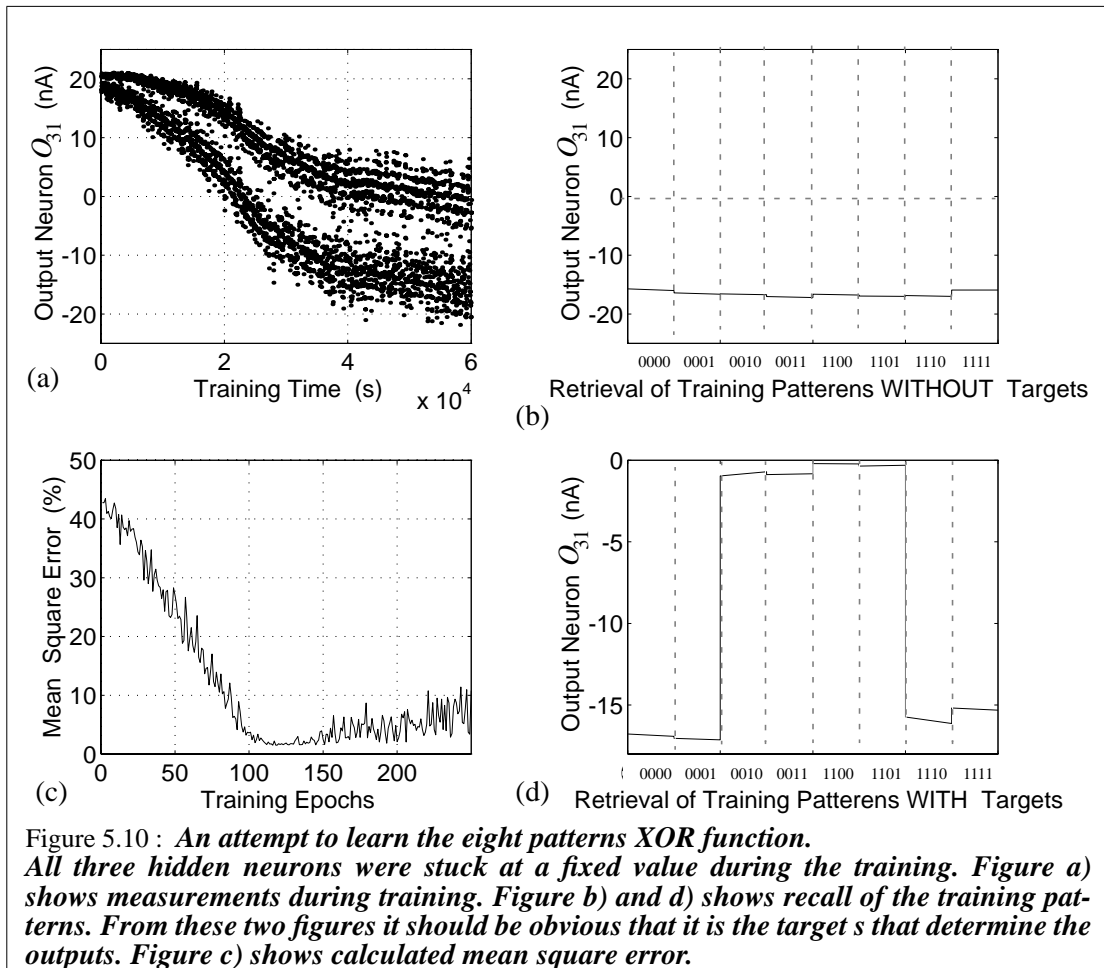 20
10
0
-10
-20
Output Neuron O31 (nA)
0 2 4 6
Training Time (s)
x 10^4
(a)
20
10
0
-10
-20
Output Neuron O31 (nA)
0000 0001 0010 0011 1100 1101 1110 1111
Retrieval of Training Patterens WITHOUT Targets
(b)
50
40
30
20
10
0
Mean Square Error (%)
0 50 100 150 200
Training Epochs
(c)
0
-5
-10
-15
Output Neuron O31 (nA)
0000 0001 0010 0011 1100 1101 1110 1111
Retrieval of Training Patterens WITH Targets
(d)
Figure 5.10 : An attempt to learn the eight patterns XOR function.
All three hidden neurons were stuck at a fixed value during the training. Figure a)
shows measurements during training. Figure b) and d) shows recall of the training pat-
terns. From these two figures it should be obvious that it is the target s that determine the
outputs. Figure c) shows calculated mean square error.